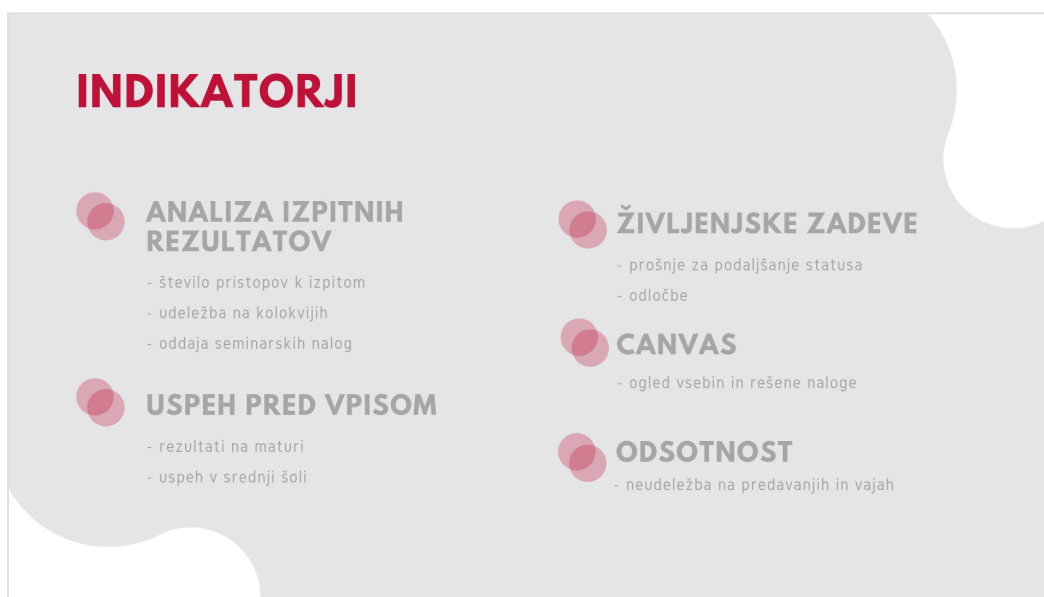 INDIKATORJI
ANALIZA IZPITNIH
REZULTATOV
- število pristopov k izpitom
- udeležba na kolokvijih
- oddaja seminarskih nalog
USPEH PRED VPISOM
- rezultati na maturi
- uspeh v srednji šoli
ŽIVLJENJSKE ZADEVE
- prošnje za podaljšanje statusa
- odločbe
CANVAS
- ogled vsebin in rešene naloge
ODSOTNOST
- neudeležba na predavanjih in vajah